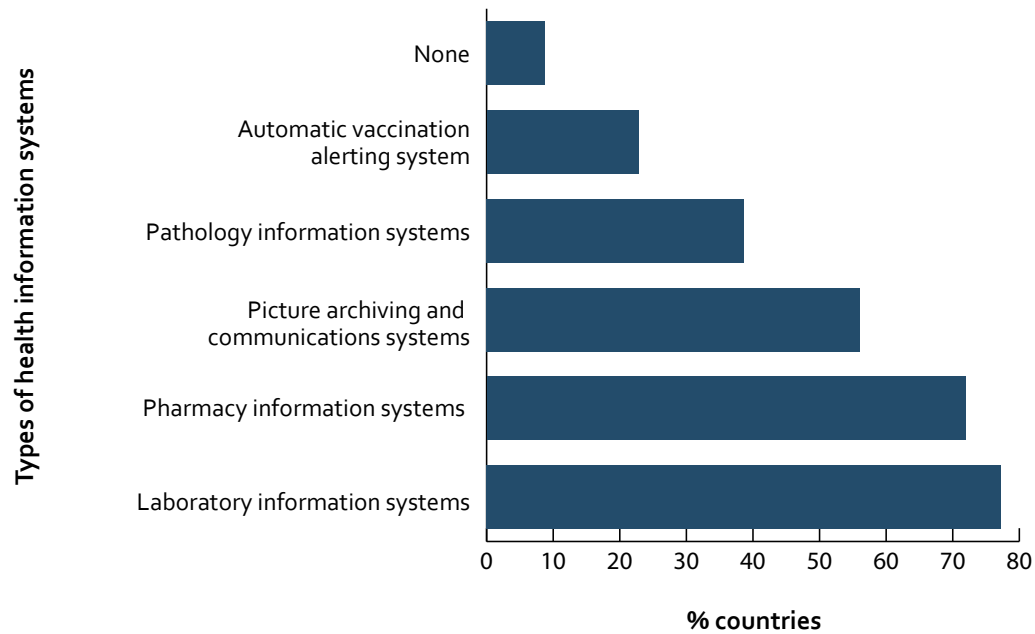 Types of health information systems
None
Automatic vaccination
alerting system
Pathology information systems
Picture archiving and
communications systems
Pharmacy information systems
Laboratory information systems
0 10 20 30 40 50 60 70 80
% countries